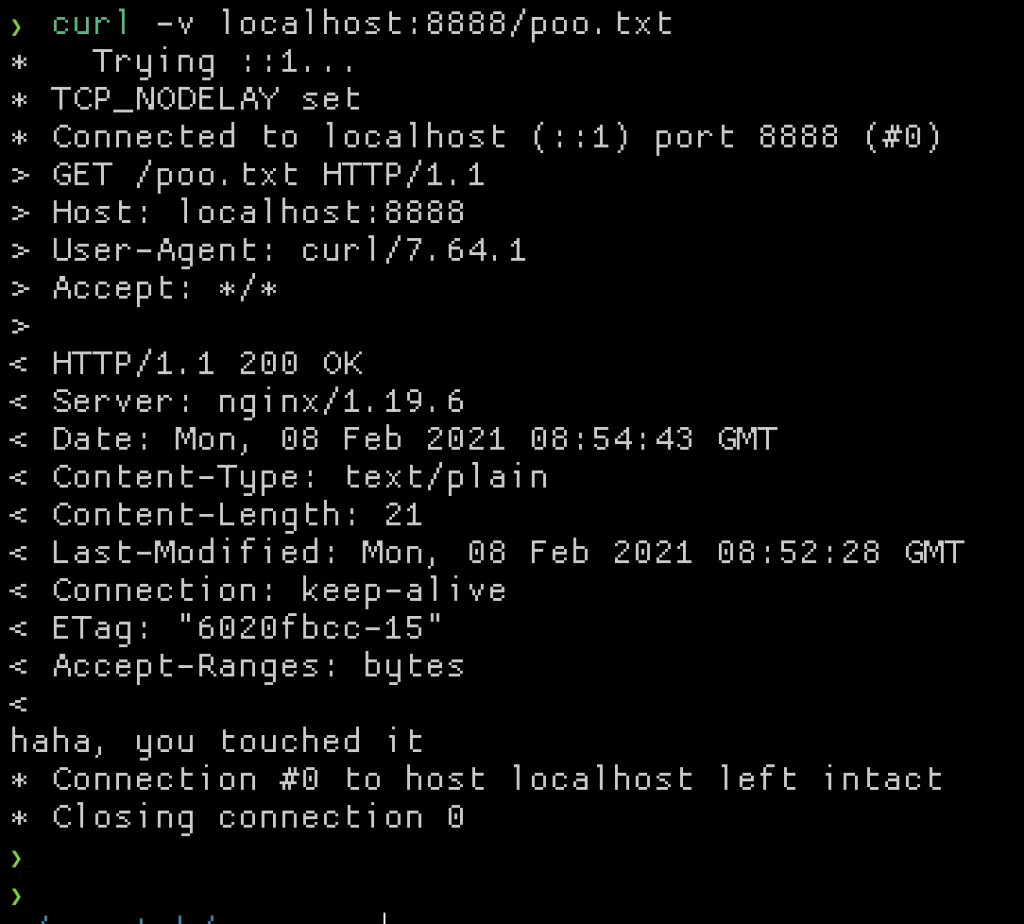 ❯ curl -v localhost:8888/poo.txt
*   Trying ::1...
* TCP_NODELAY set
* Connected to localhost (::1) port 8888 (#0)
> GET /poo.txt HTTP/1.1
> Host: localhost:8888
> User-Agent: curl/7.64.1
> Accept: */*
>
< HTTP/1.1 200 OK
< Server: nginx/1.19.6
< Date: Mon, 08 Feb 2021 08:54:43 GMT
< Content-Type: text/plain
< Content-Length: 21
< Last-Modified: Mon, 08 Feb 2021 08:52:28 GMT
< Connection: keep-alive
< ETag: "6020fbcc-15"
< Accept-Ranges: bytes
<
haha, you touched it
* Connection #0 to host localhost left intact
* Closing connection 0
❯
❯